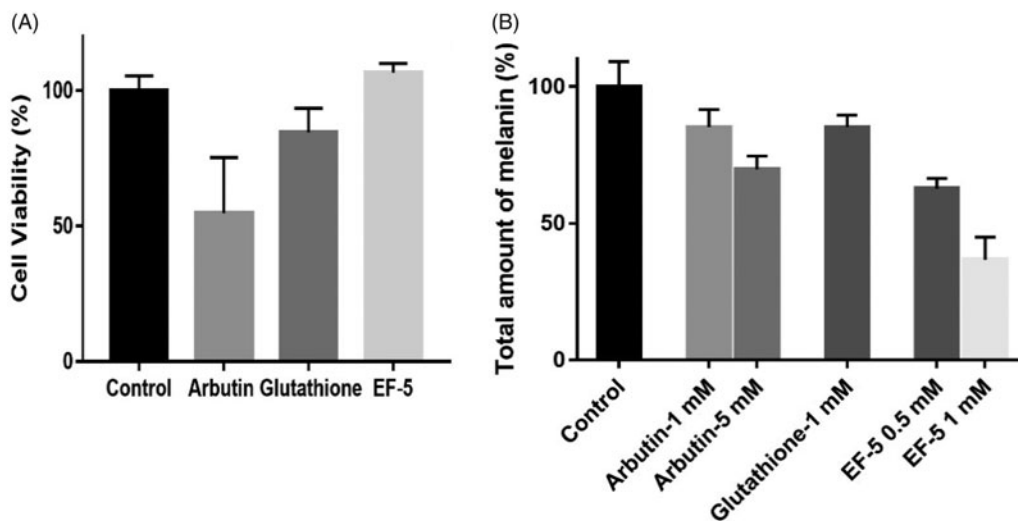 (A)
Cell Viability (%)
100
50
0
Control Arbutin Glutathione EF-5
(B)
Total amount of melanin (%)
100
50
0
Control
Arbutin-1 mM
Arbutin-5 mM
Glutathione-1 mM
EF-5 0.5 mM
EF-5 1 mM